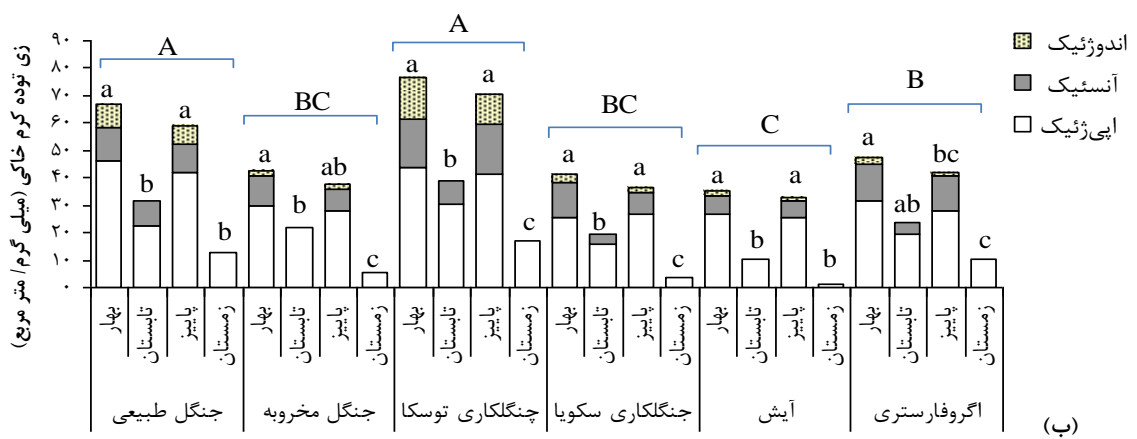 زی توده کرم خاکی (میلی گرم/ متر مربع)
۹۰
۸۰
۷۰
۶۰
۵۰
۴۰
۳۰
۲۰
۱۰
۰
A
BC
A
BC
C
B
a b a b
a b ab c
a b a c
a b a c
a b a c
a ab bc c
اندوژئیک
آنسئیک
اپی‌ژئیک
بهار تابستان پاییز زمستان
بهار تابستان پاییز زمستان
بهار تابستان پاییز زمستان
بهار تابستان پاییز زمستان
بهار تابستان پاییز زمستان
بهار تابستان پاییز زمستان
جنگل طبیعی
جنگل مخروبه
چنگلکاری توسکا
جنگلکاری سکویا
آیش
اگروفارستری
(ب)